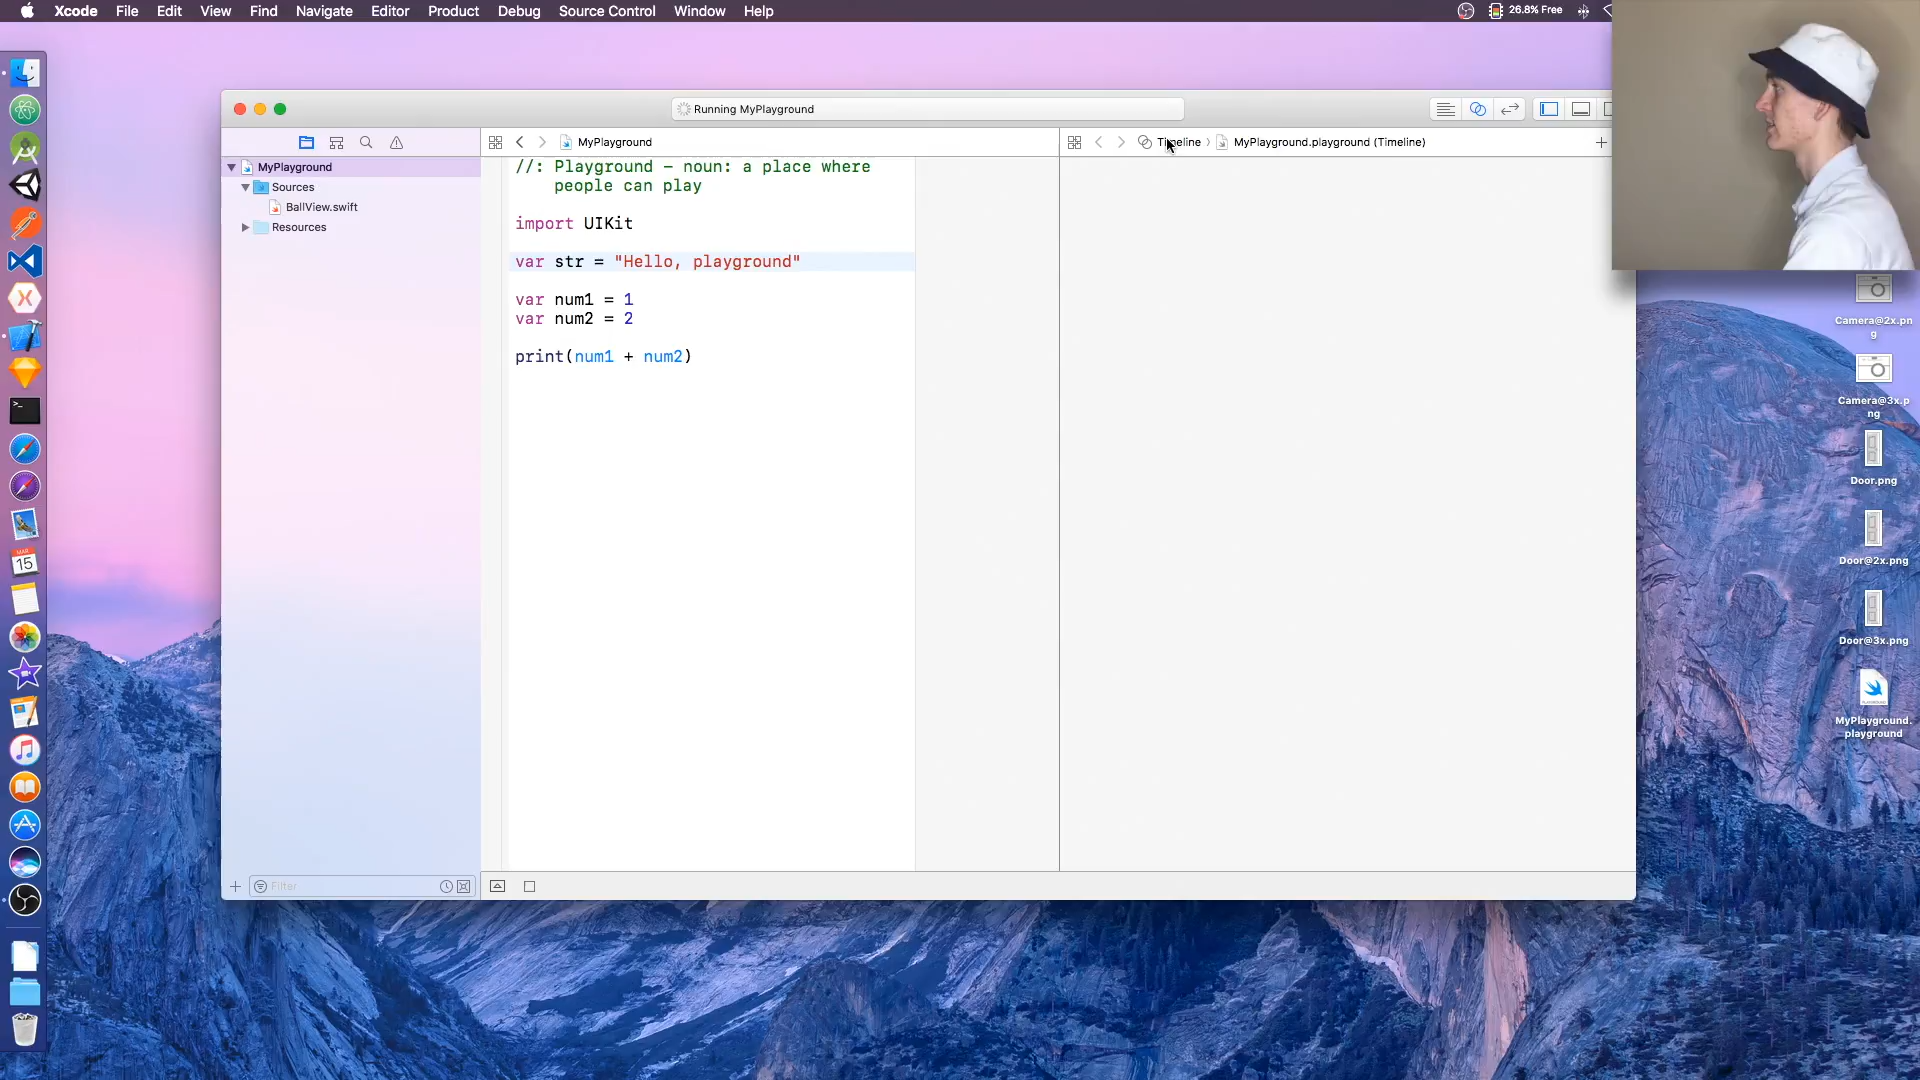 Xcode File Edit View Find Navigate Editor Product Debug Source Control Window Help
26.8% Free
Running MyPlayground
MyPlayground
Timeline
MyPlayground.playground (Timeline)
MyPlayground
Sources
BallView.swift
Resources
//: Playground - noun: a place where
people can play
import UIKit
var str = "Hello, playground"
var num1 = 1
var num2 = 2
print(num1 + num2)
Filter
Camera@2x.pn
g
Camera@3x.p
ng
Door.png
Door@2x.png
Door@3x.png
PLAYGROUND
MyPlayground.
playground
MAR
15
>_